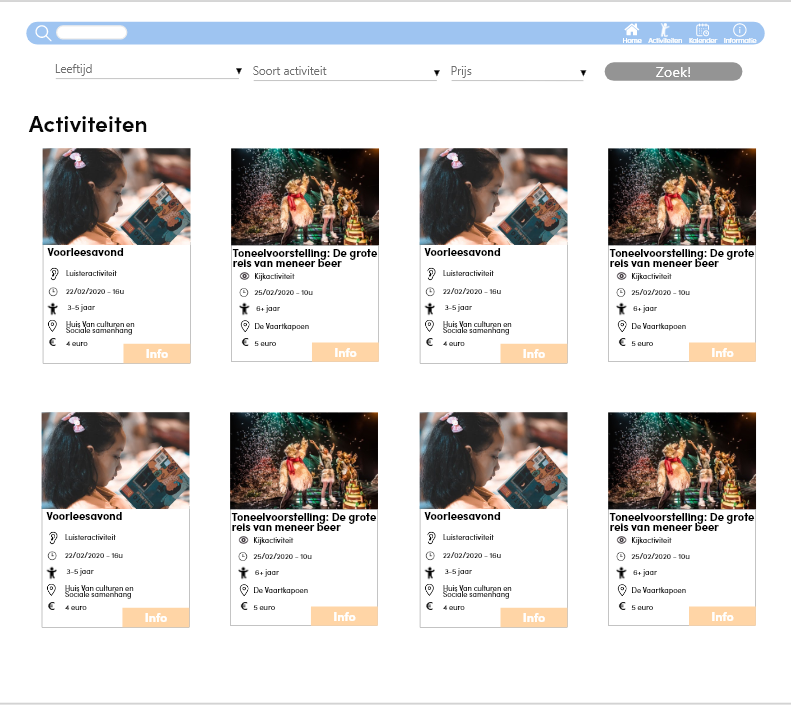 Home Activiteiten Kalender Informatie
Leeftijd Soort activiteit Prijs Zoek!
Activiteiten
Voorleesavond
Luisteractiviteit
22/02/2020 - 16u
3-5 jaar
Huis Van culturen en
Sociale samenhang
€ 4 euro
Info
Toneelvoorstelling: De grote
reis van meneer beer
Kijkactiviteit
25/02/2020 - 10u
6+ jaar
De Vaartkapoen
€ 5 euro
Info
Voorleesavond
Luisteractiviteit
22/02/2020 - 16u
3-5 jaar
Huis Van culturen en
Sociale samenhang
€ 4 euro
Info
Toneelvoorstelling: De grote
reis van meneer beer
Kijkactiviteit
25/02/2020 - 10u
6+ jaar
De Vaartkapoen
€ 5 euro
Info
Voorleesavond
Luisteractiviteit
22/02/2020 - 16u
3-5 jaar
Huis Van culturen en
Sociale samenhang
€ 4 euro
Info
Toneelvoorstelling: De grote
reis van meneer beer
Kijkactiviteit
25/02/2020 - 10u
6+ jaar
De Vaartkapoen
€ 5 euro
Info
Voorleesavond
Luisteractiviteit
22/02/2020 - 16u
3-5 jaar
Huis Van culturen en
Sociale samenhang
€ 4 euro
Info
Toneelvoorstelling: De grote
reis van meneer beer
Kijkactiviteit
25/02/2020 - 10u
6+ jaar
De Vaartkapoen
€ 5 euro
Info